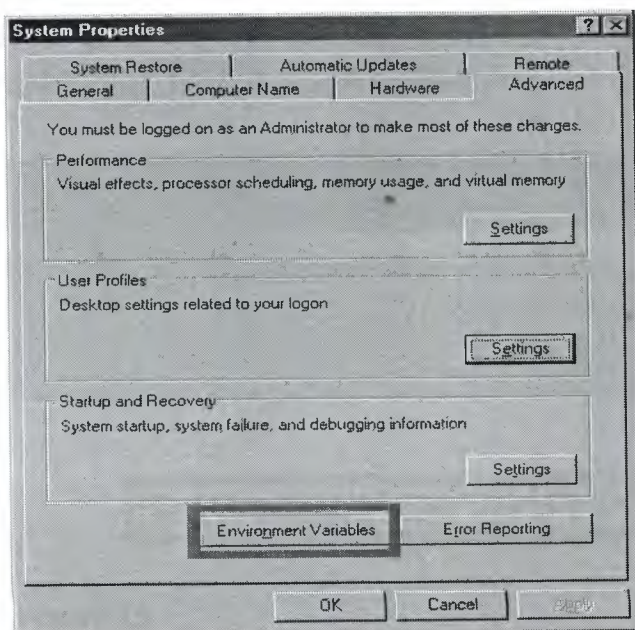 System Properties
System Restore
Automatic Updates
Remote
General
Computer Name
Hardware
Advanced
You must be logged on as an Administrator to make most of these changes.
Performance
Visual effects, processor scheduling, memory usage, and virtual memory
Settings
User Profiles
Desktop settings related to your logon
Settings
Startup and Recovery
System startup, system failure, and debugging information
Settings
Environment Variables
Error Reporting
OK
Cancel
Apply